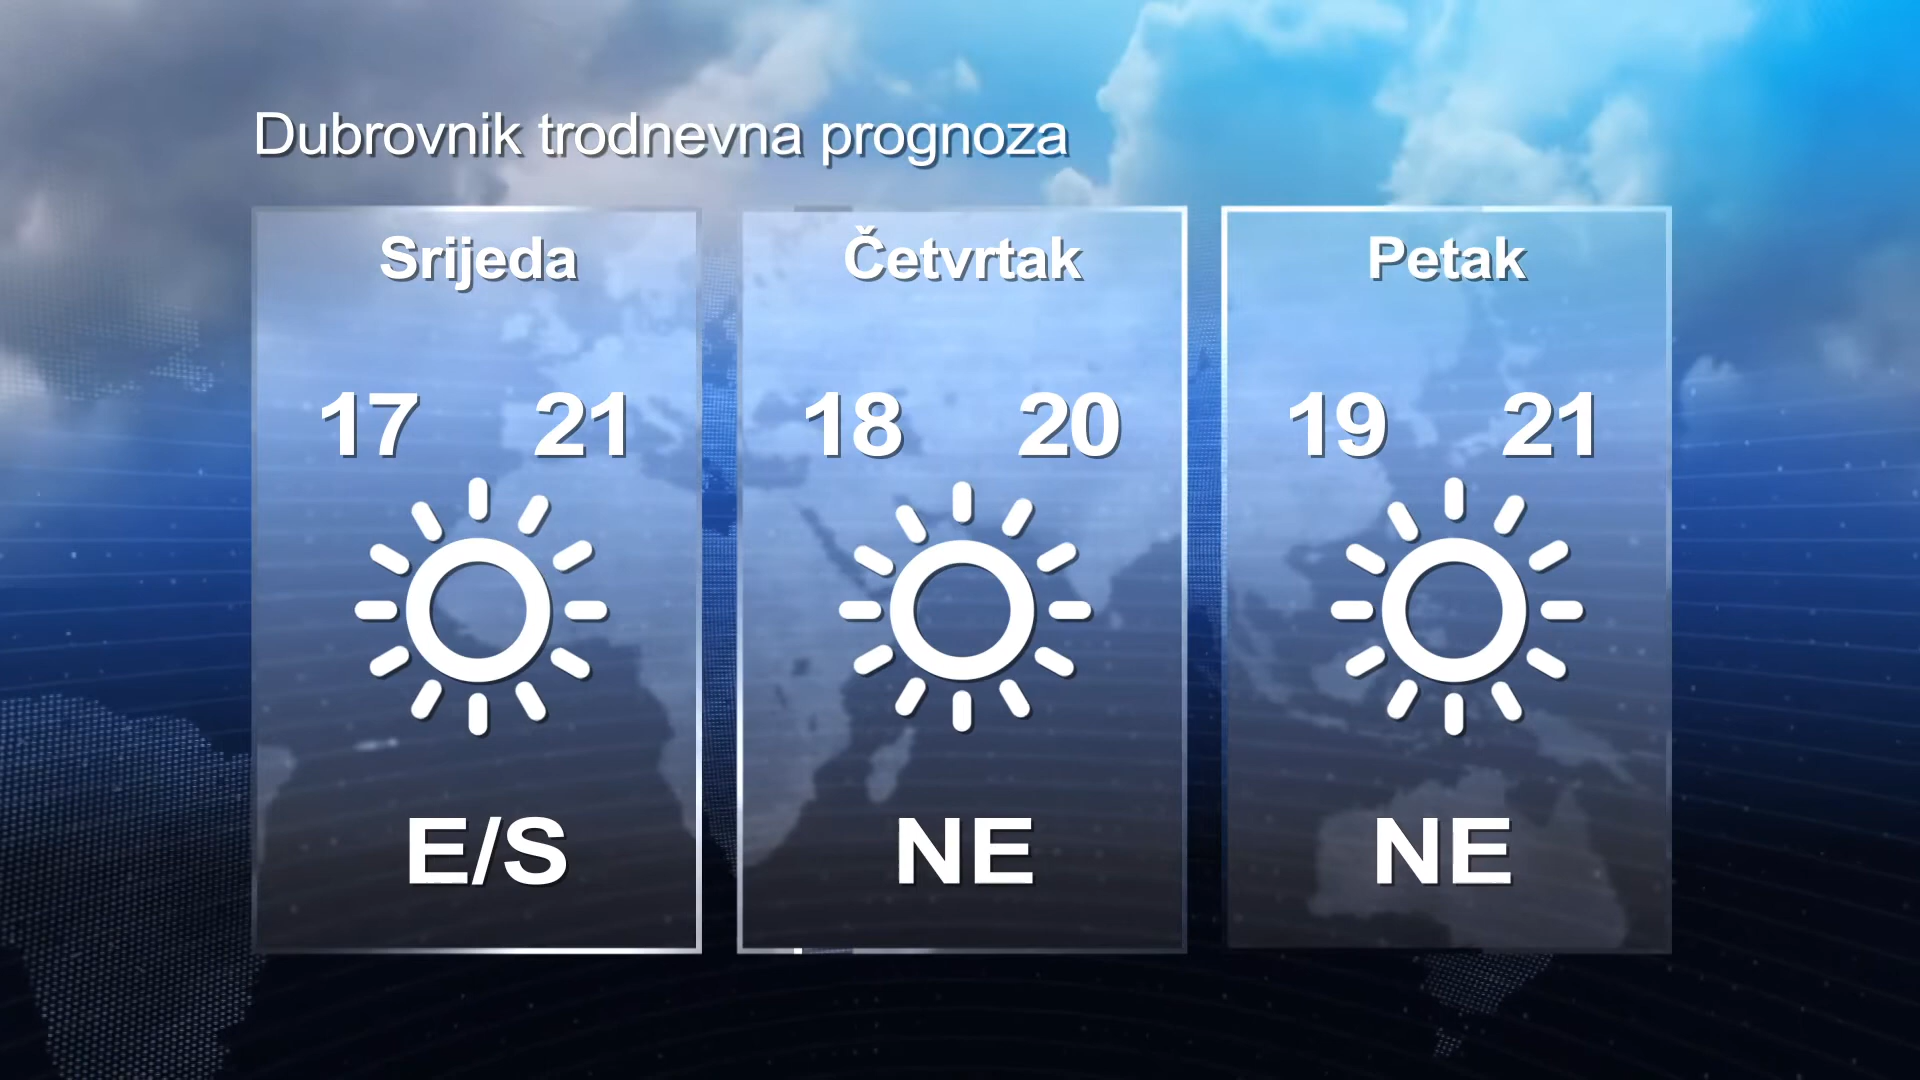 Dubrovnik trodnevna prognoza
Srijeda
17 21
E/S
Četvrtak
18 20
NE
Petak
19 21
NE